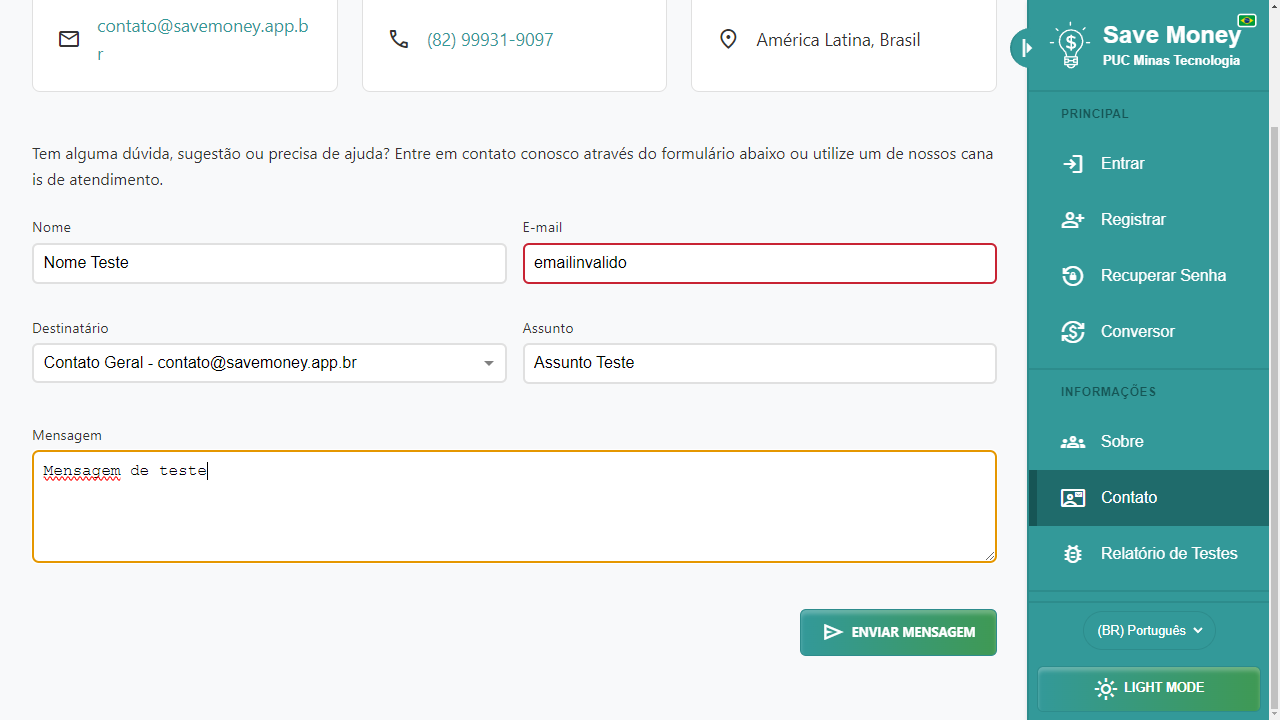 contato@savemoney.app.b
r
(82) 99931-9097
América Latina, Brasil
Tem alguma dúvida, sugestão ou precisa de ajuda? Entre em contato conosco através do formulário abaixo ou utilize um de nossos cana
is de atendimento.
Nome
E-mail
Nome Teste
emailinvalido
Destinatário
Assunto
Contato Geral - contato@savemoney.app.br
Assunto Teste
Mensagem
Mensagem de teste
ENVIAR MENSAGEM
Save Money
PUC Minas Tecnologia
PRINCIPAL
Entrar
Registrar
Recuperar Senha
Conversor
INFORMAÇÕES
Sobre
Contato
Relatório de Testes
(BR) Português
LIGHT MODE